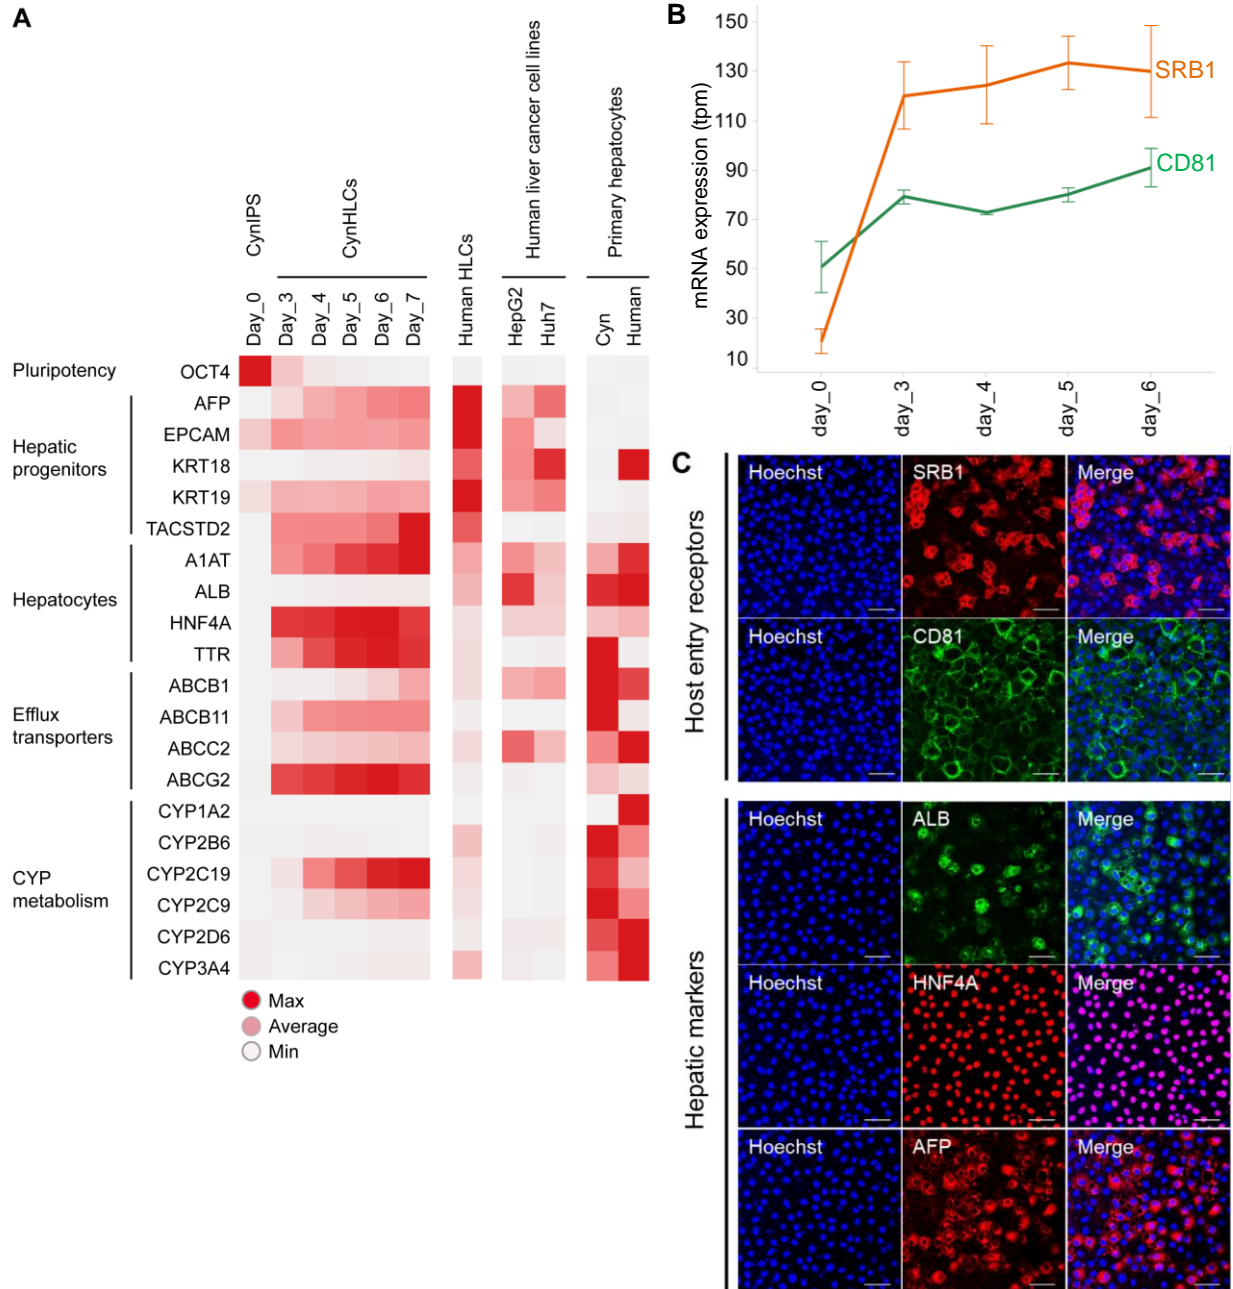 A
CynIPS
CynHLCs
Human HLCs
Human liver cancer cell lines
Primary hepatocytes
Day_0
Day_3
Day_4
Day_5
Day_6
Day_7
HepG2
Huh7
Cyn
Human
Pluripotency
OCT4
Hepatic
progenitors
AFP
EPCAM
KRT18
KRT19
TACSTD2
Hepatocytes
A1AT
ALB
HNF4A
TTR
Efflux
transporters
ABCB1
ABCB11
ABCC2
ABCG2
CYP
metabolism
CYP1A2
CYP2B6
CYP2C19
CYP2C9
CYP2D6
CYP3A4
Max
Average
Min
B
mRNA expression (tpm)
150
130
110
90
70
50
30
10
SRB1
CD81
day_0
day_3
day_4
day_5
day_6
C
Host entry receptors
Hoechst
SRB1
Merge
Hoechst
CD81
Merge
Hepatic markers
Hoechst
ALB
Merge
Hoechst
HNF4A
Merge
Hoechst
AFP
Merge